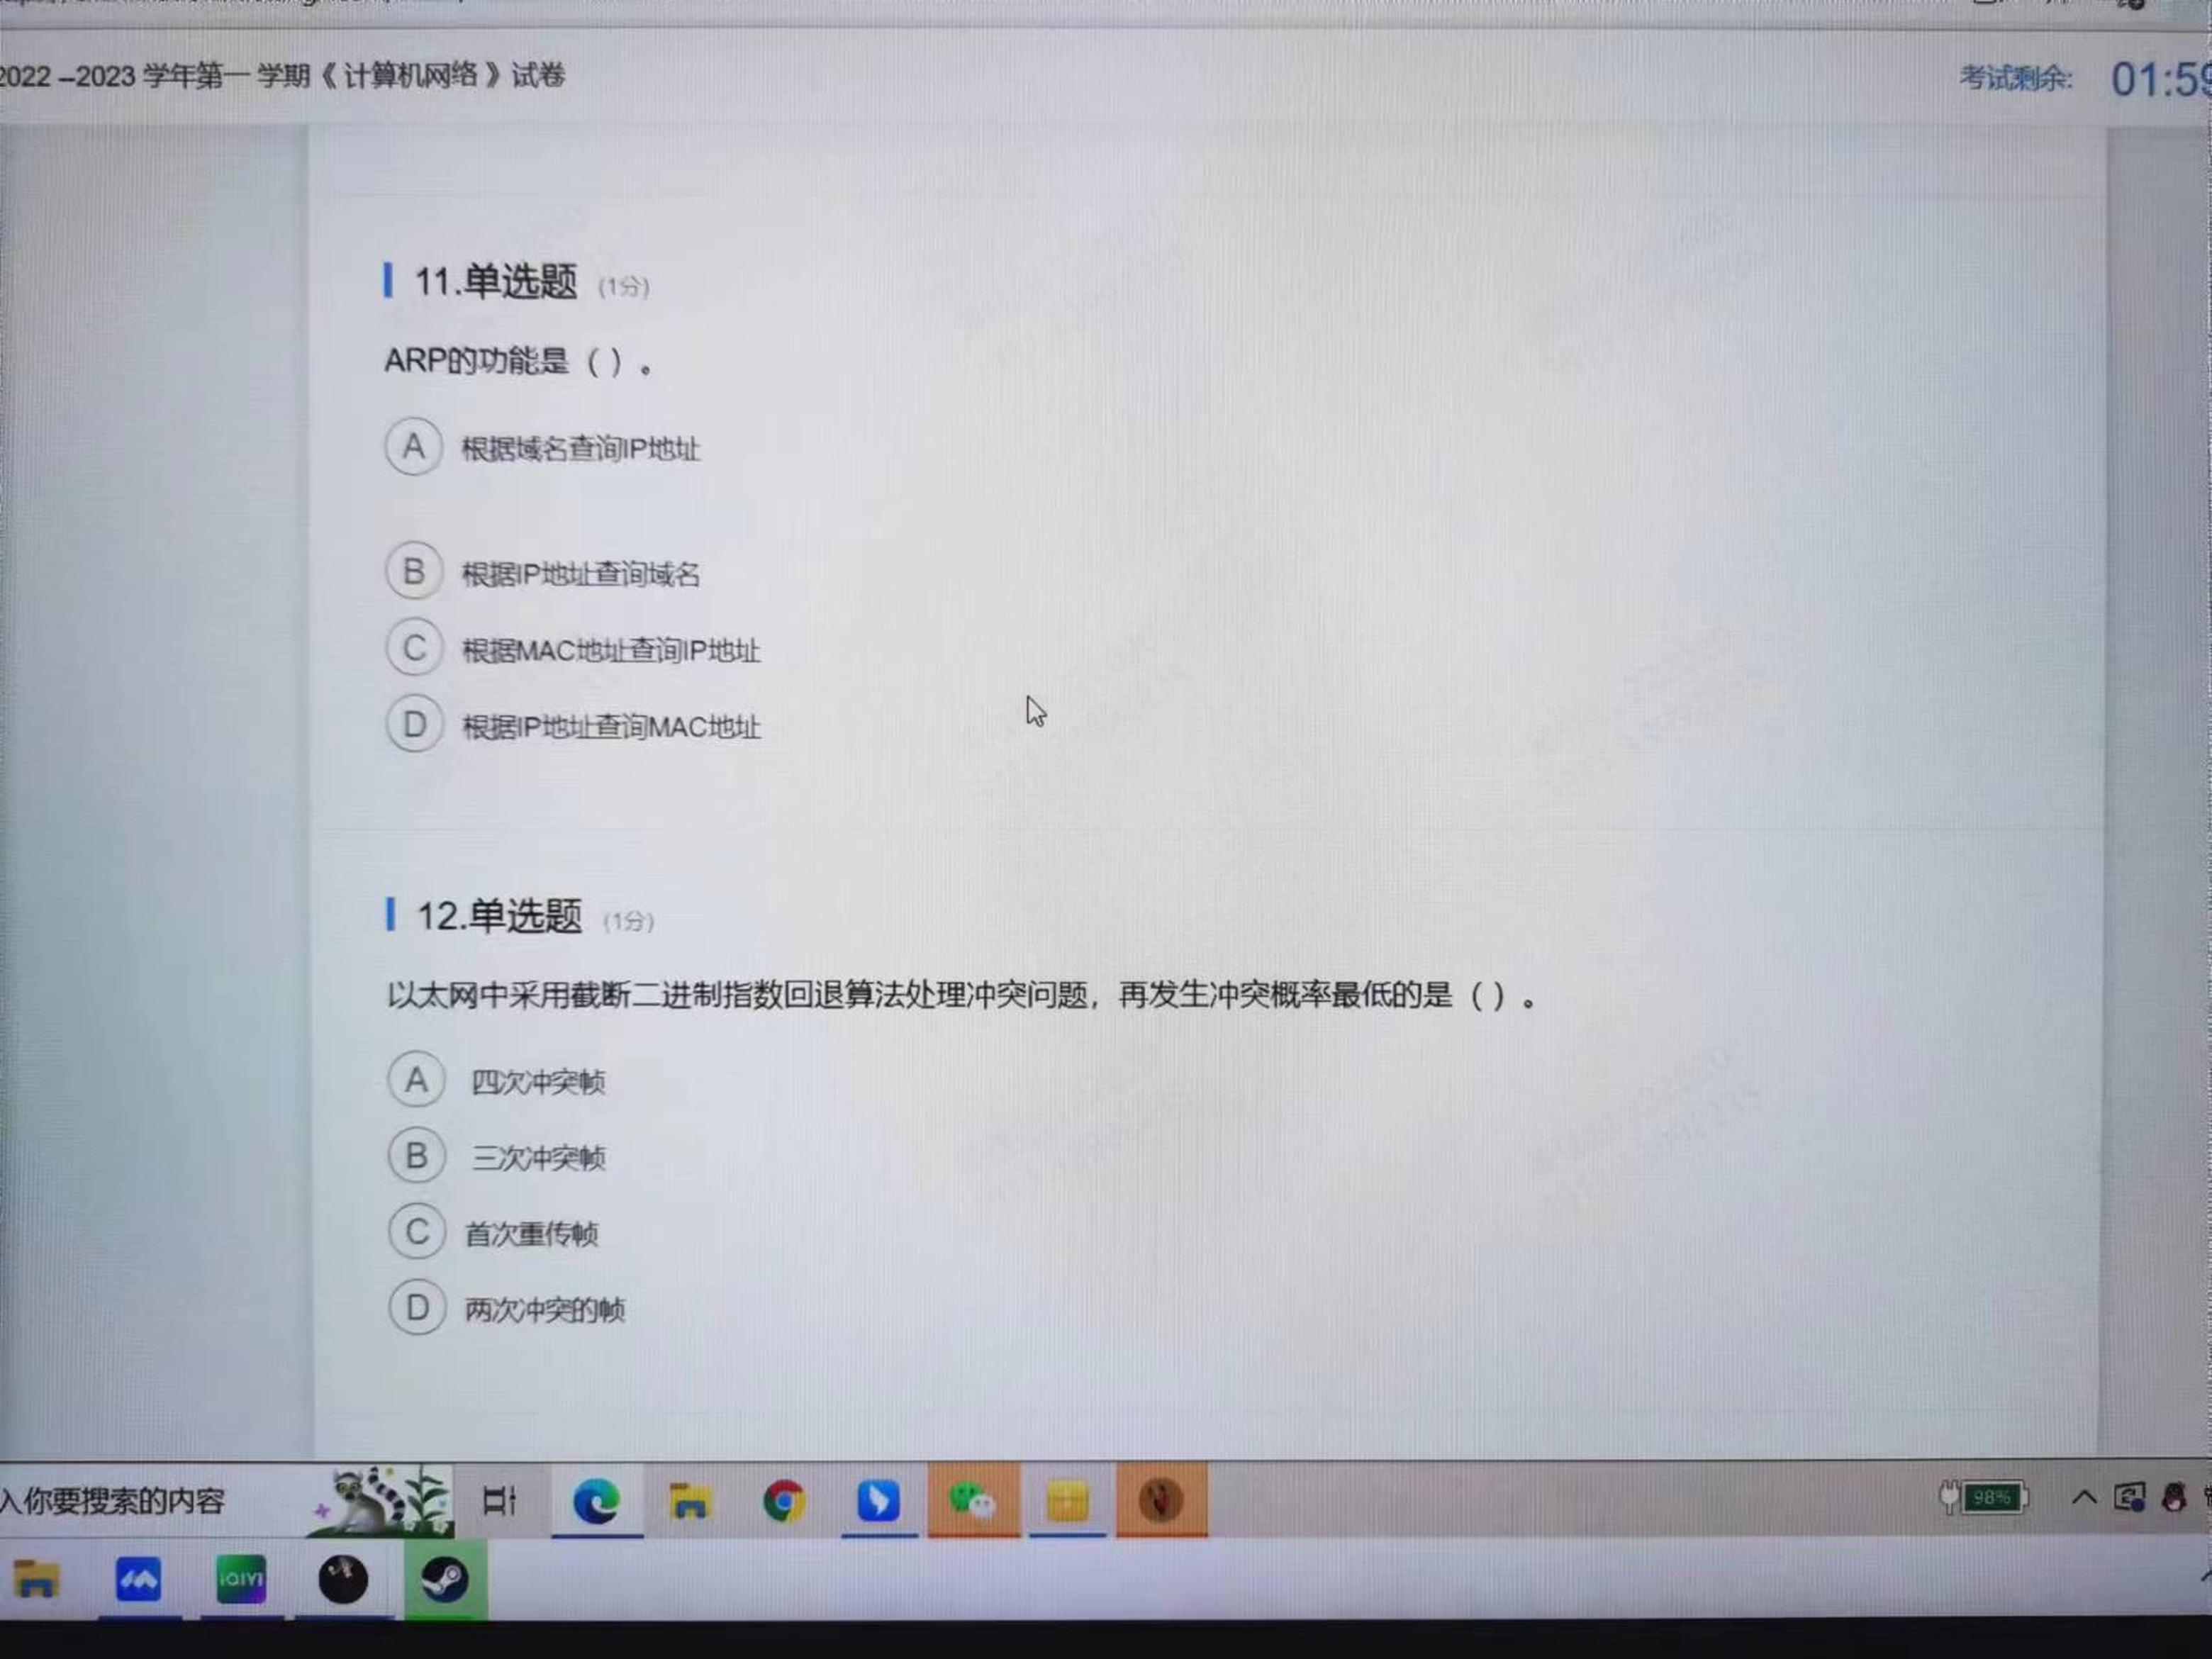 2022 –2023 学年第一 学期《 计算机网络 》试卷
考试剩余: 01:59
11.单选题 (1分)
ARP的功能是（ ）。
A 根据域名查询IP地址
B 根据IP地址查询域名
C 根据MAC地址查询IP地址
D 根据IP地址查询MAC地址
12.单选题 (1分)
以太网中采用截断二进制指数回退算法处理冲突问题，再发生冲突概率最低的是（ ）。
A 四次冲突帧
B 三次冲突帧
C 首次重传帧
D 两次冲突的帧
入你要搜索的内容
98%
iQIYI